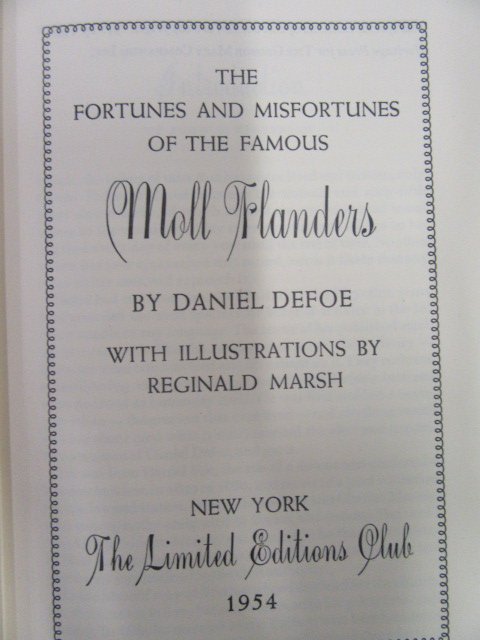 THE
FORTUNES AND MISFORTUNES
OF THE FAMOUS
Moll Flanders
BY DANIEL DEFOE
WITH ILLUSTRATIONS BY
REGINALD MARSH
NEW YORK
The Limited Editions Club
1954